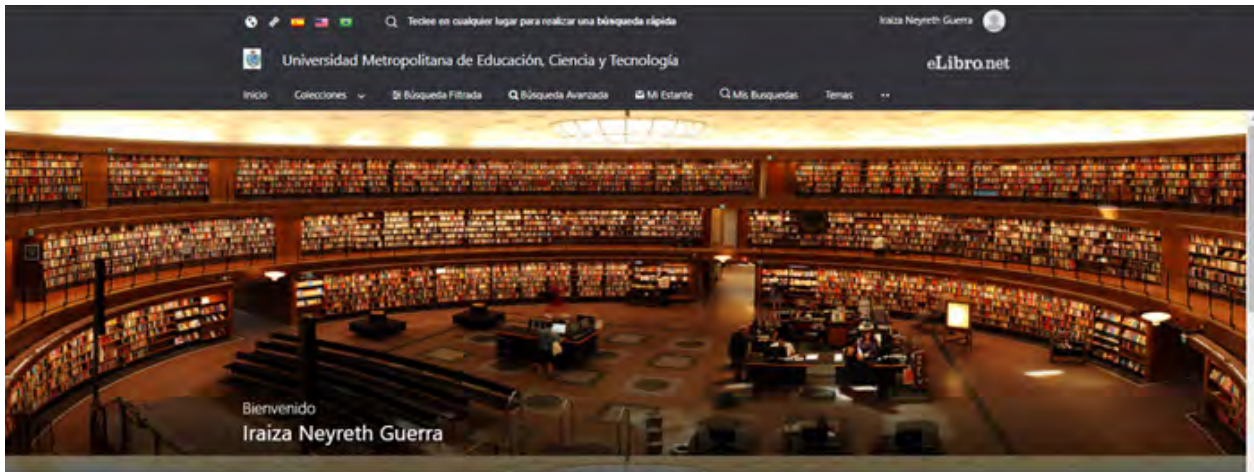 Teclee en cualquier lugar para realizar una búsqueda rápida
Iraiza Neyreth Guerra
Universidad Metropolitana de Educación, Ciencia y Tecnología
eLibro.net
Inicio Colecciones Búsqueda Filtrada Búsqueda Avanzada Mi Estante Mis Busquedas Temas
Bienvenido
Iraiza Neyreth Guerra